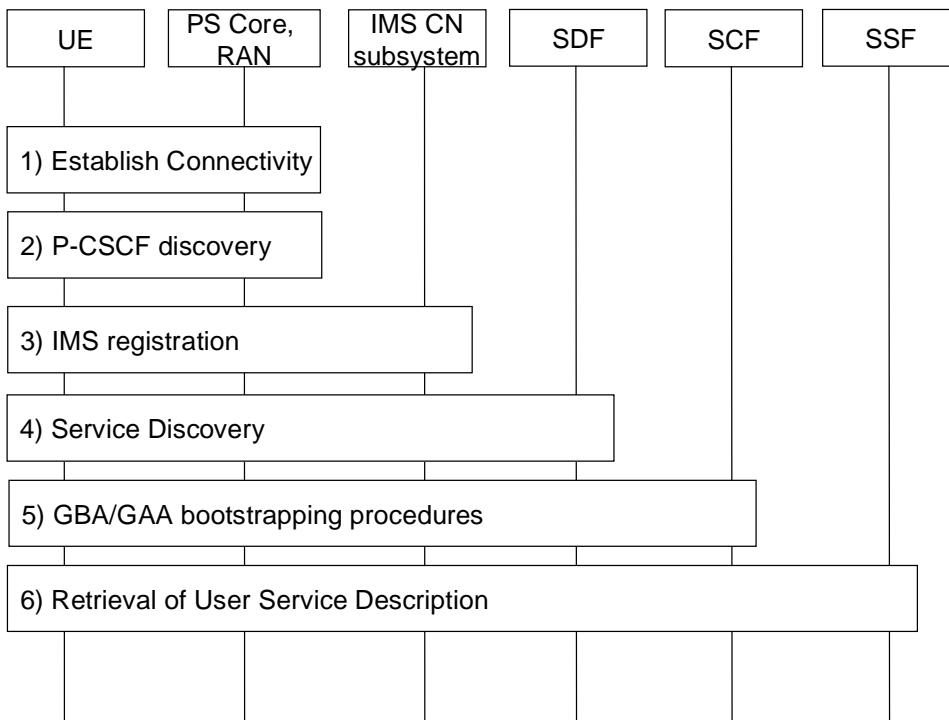 UE
PS Core,
RAN
IMS CN
subsystem
SDF
SCF
SSF
1) Establish Connectivity
2) P-CSCF discovery
3) IMS registration
4) Service Discovery
5) GBA/GAA bootstrapping procedures
6) Retrieval of User Service Description